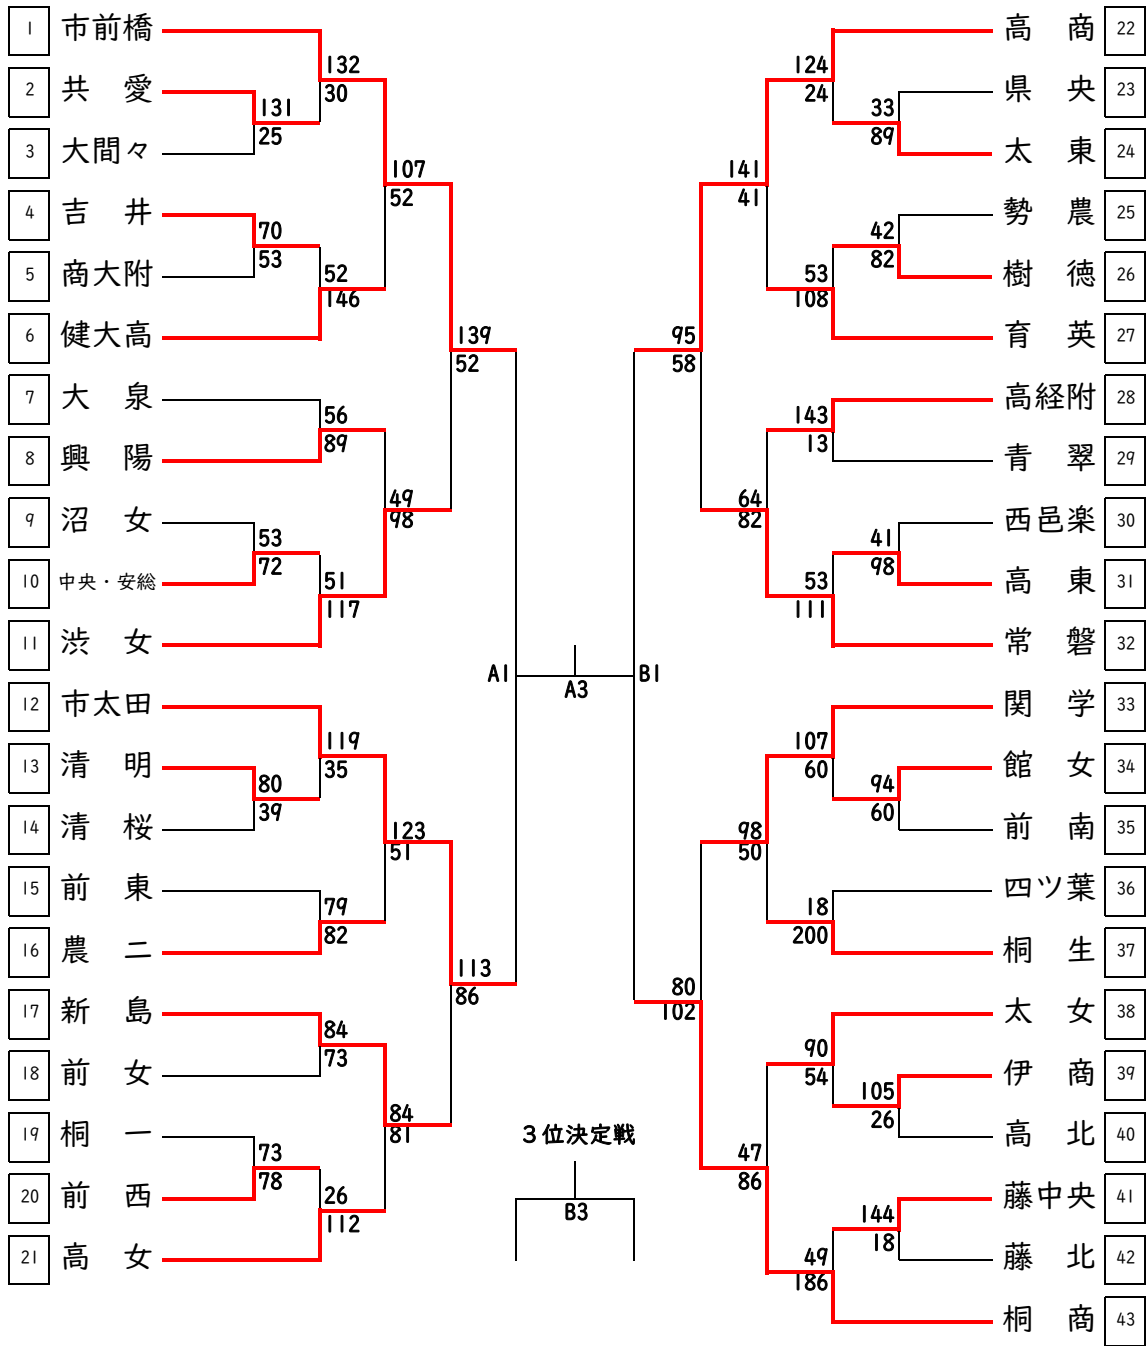 1 市前橋
132
30
2 共 愛
131
25
3 大間々
107
52
4 吉 井
70
53
5 商大附
52
146
6 健大高
139
52
7 大 泉
56
89
8 興 陽
49
98
9 沼 女
53
72
10 中央・安総
51
117
11 渋 女
A1
12 市太田
119
35
13 清 明
80
39
14 清 桜
123
51
15 前 東
79
82
16 農 二
113
86
17 新 島
84
73
18 前 女
84
81
19 桐 一
73
78
20 前 西
26
112
21 高 女
A3
3位決定戦
B3
高 商 22
124
24
県 央 23
33
89
太 東 24
141
41
勢 農 25
42
82
樹 徳 26
53
108
育 英 27
95
58
高経附 28
143
13
青 翠 29
64
82
西邑楽 30
41
98
高 東 31
53
111
常 磐 32
B1
関 学 33
107
60
館 女 34
94
60
前 南 35
98
50
四ツ葉 36
18
200
桐 生 37
80
102
太 女 38
90
54
伊 商 39
105
26
高 北 40
47
86
藤中央 41
144
18
藤 北 42
49
186
桐 商 43